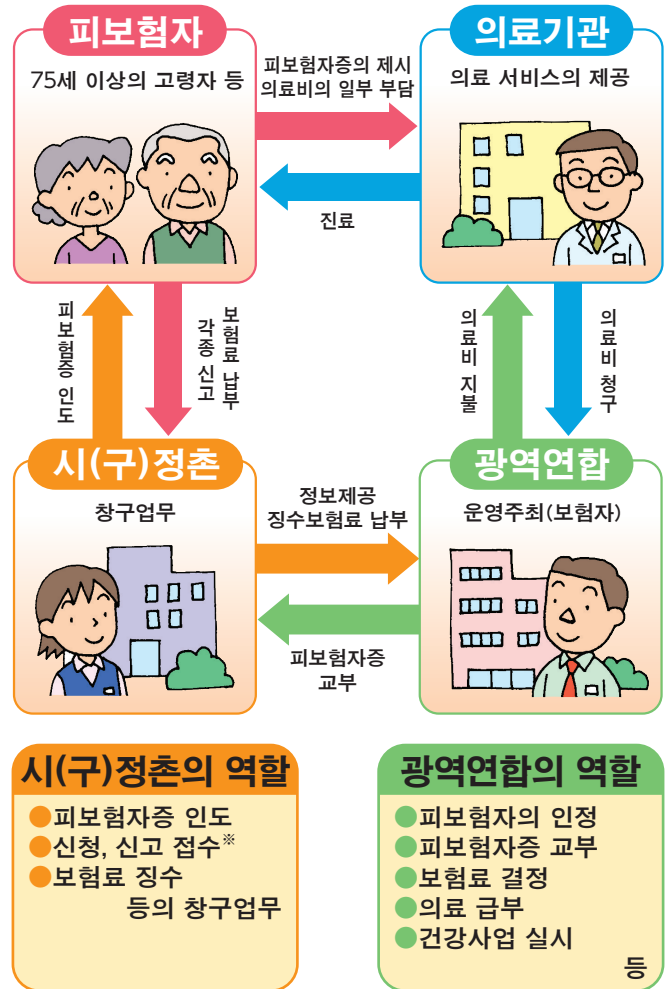 피보험자
75세 이상의 고령자 등
피보험자증의 제시
의료비의 일부 부담
진료
의료기관
의료 서비스의 제공
피보험증 인도
보험료 납부
각종 신고
의료비 지불
의료비 청구
시(구)정촌
창구업무
정보제공
징수보험료 납부
피보험자증
교부
광역연합
운영주최(보험자)
시(구)정촌의 역할
●피보험자증 인도
●신청, 신고 접수※
●보험료 징수
등의 창구업무
광역연합의 역할
●피보험자의 인정
●피보험자증 교부
●보험료 결정
●의료 급부
●건강사업 실시
등